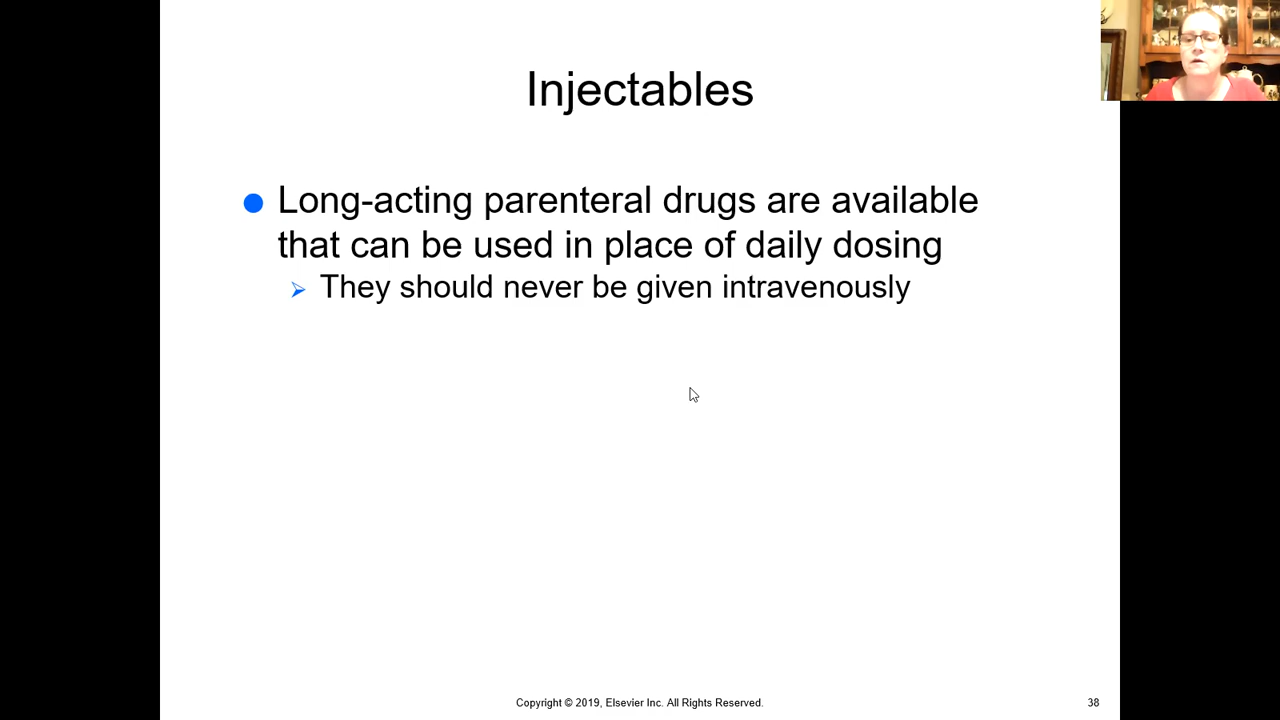 Injectables
Long-acting parenteral drugs are available
that can be used in place of daily dosing
They should never be given intravenously
Copyright © 2019, Elsevier Inc. All Rights Reserved.
38